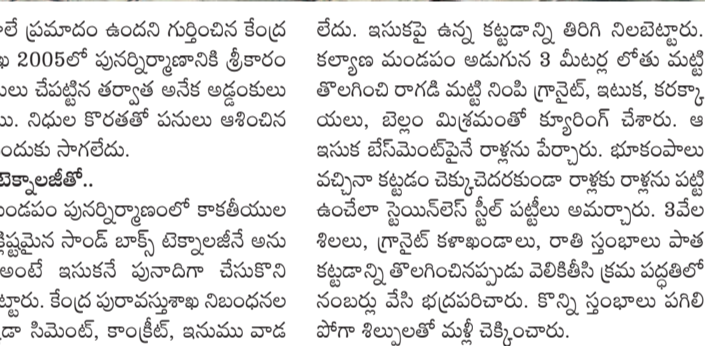 ప్రమాదం ఉందని గుర్తించిన కేంద్ర
2005లో పునర్నిర్మాణానికి శ్రీకారం
చేపట్టిన తర్వాత అనేక అడ్డంకులు
నిధుల కొరతతో పనులు ఆశించిన
సాగలేదు.
టెక్నాలజీతో..
పునర్నిర్మాణంలో కాకతీయుల
సాండ్ బాక్స్ టెక్నాలజీనే అను
అంటే ఇసుకనే పునాదిగా చేసుకొని
కేంద్ర పురావస్తుశాఖ నిబంధనల
సిమెంట్, కాంక్రీట్, ఇనుము వాడ
లేదు. ఇసుకపై ఉన్న కట్టడాన్ని తిరిగి నిలబెట్టారు.
కల్యాణ మండపం అడుగున 3 మీటర్ల లోతు మట్టి
తొలగించి రాగడి మట్టి నింపి గ్రానైట్, ఇటుక, కరక్కా
యలు, బెల్లం మిశ్రమంతో క్యూరింగ్ చేశారు. ఆ
ఇసుక బేస్‌మెంట్‌పైనే రాళ్లను పేర్చారు. భూకంపాలు
వచ్చినా కట్టడం చెక్కుచెదరకుండా రాళ్లకు రాళ్లను పట్టి
ఉంచేలా స్టెయిన్‌లెస్ స్టీల్ పట్టీలు అమర్చారు. 3వేల
శిలలు, గ్రానైట్ కళాఖండాలు, రాతి స్తంభాలు పాత
కట్టడాన్ని తొలగించినప్పుడు వెలికితీసి క్రమ పద్ధతిలో
నంబర్లు వేసి భద్రపరిచారు. కొన్ని స్తంభాలు పగిలి
పోగా శిల్పులతో మళ్లీ చెక్కించారు.